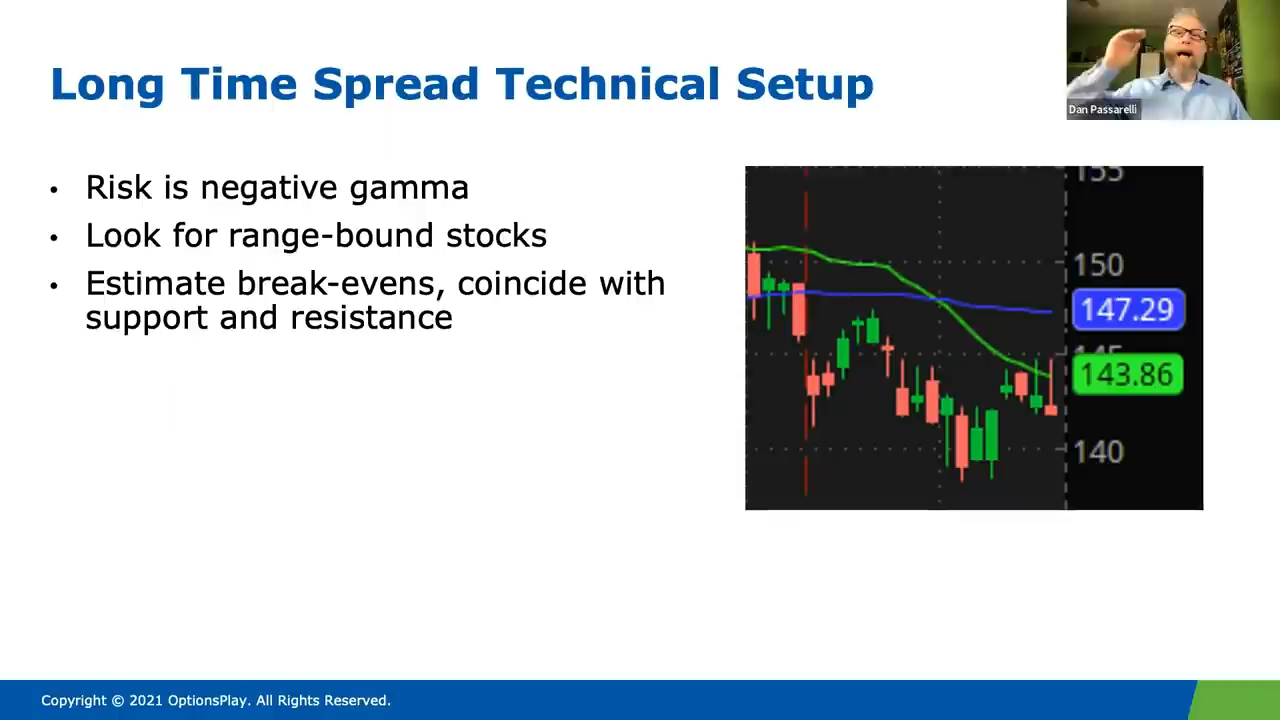 Long Time Spread Technical Setup
Dan Passarelli
• Risk is negative gamma
• Look for range-bound stocks
• Estimate break-evens, coincide with
support and resistance
155
150
147.29
145
143.86
140
Copyright © 2021 OptionsPlay. All Rights Reserved.